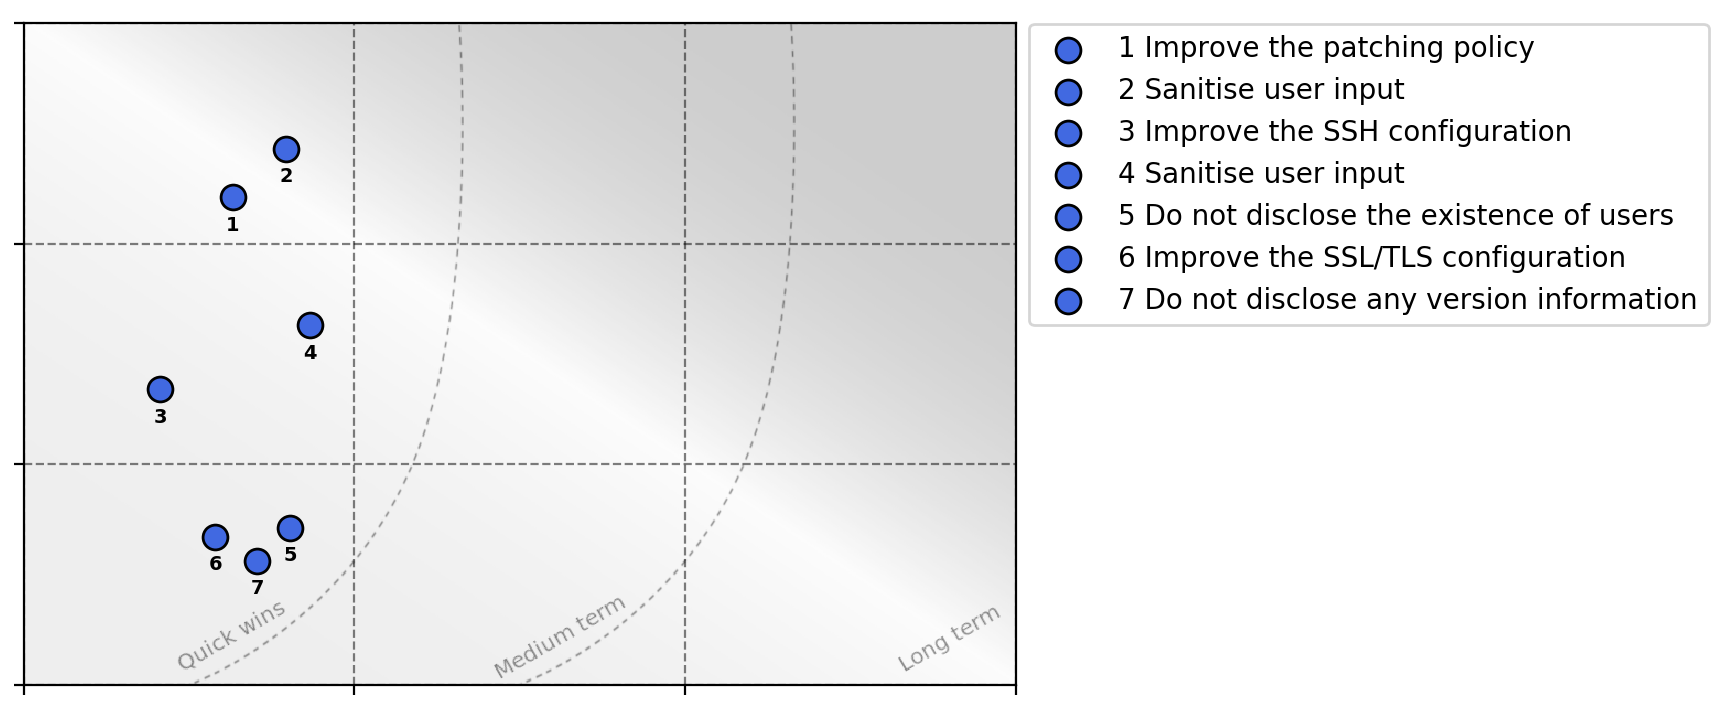 2
1
4
3
5
6
7
Quick wins
Medium term
Long term
1 Improve the patching policy
2 Sanitise user input
3 Improve the SSH configuration
4 Sanitise user input
5 Do not disclose the existence of users
6 Improve the SSL/TLS configuration
7 Do not disclose any version information